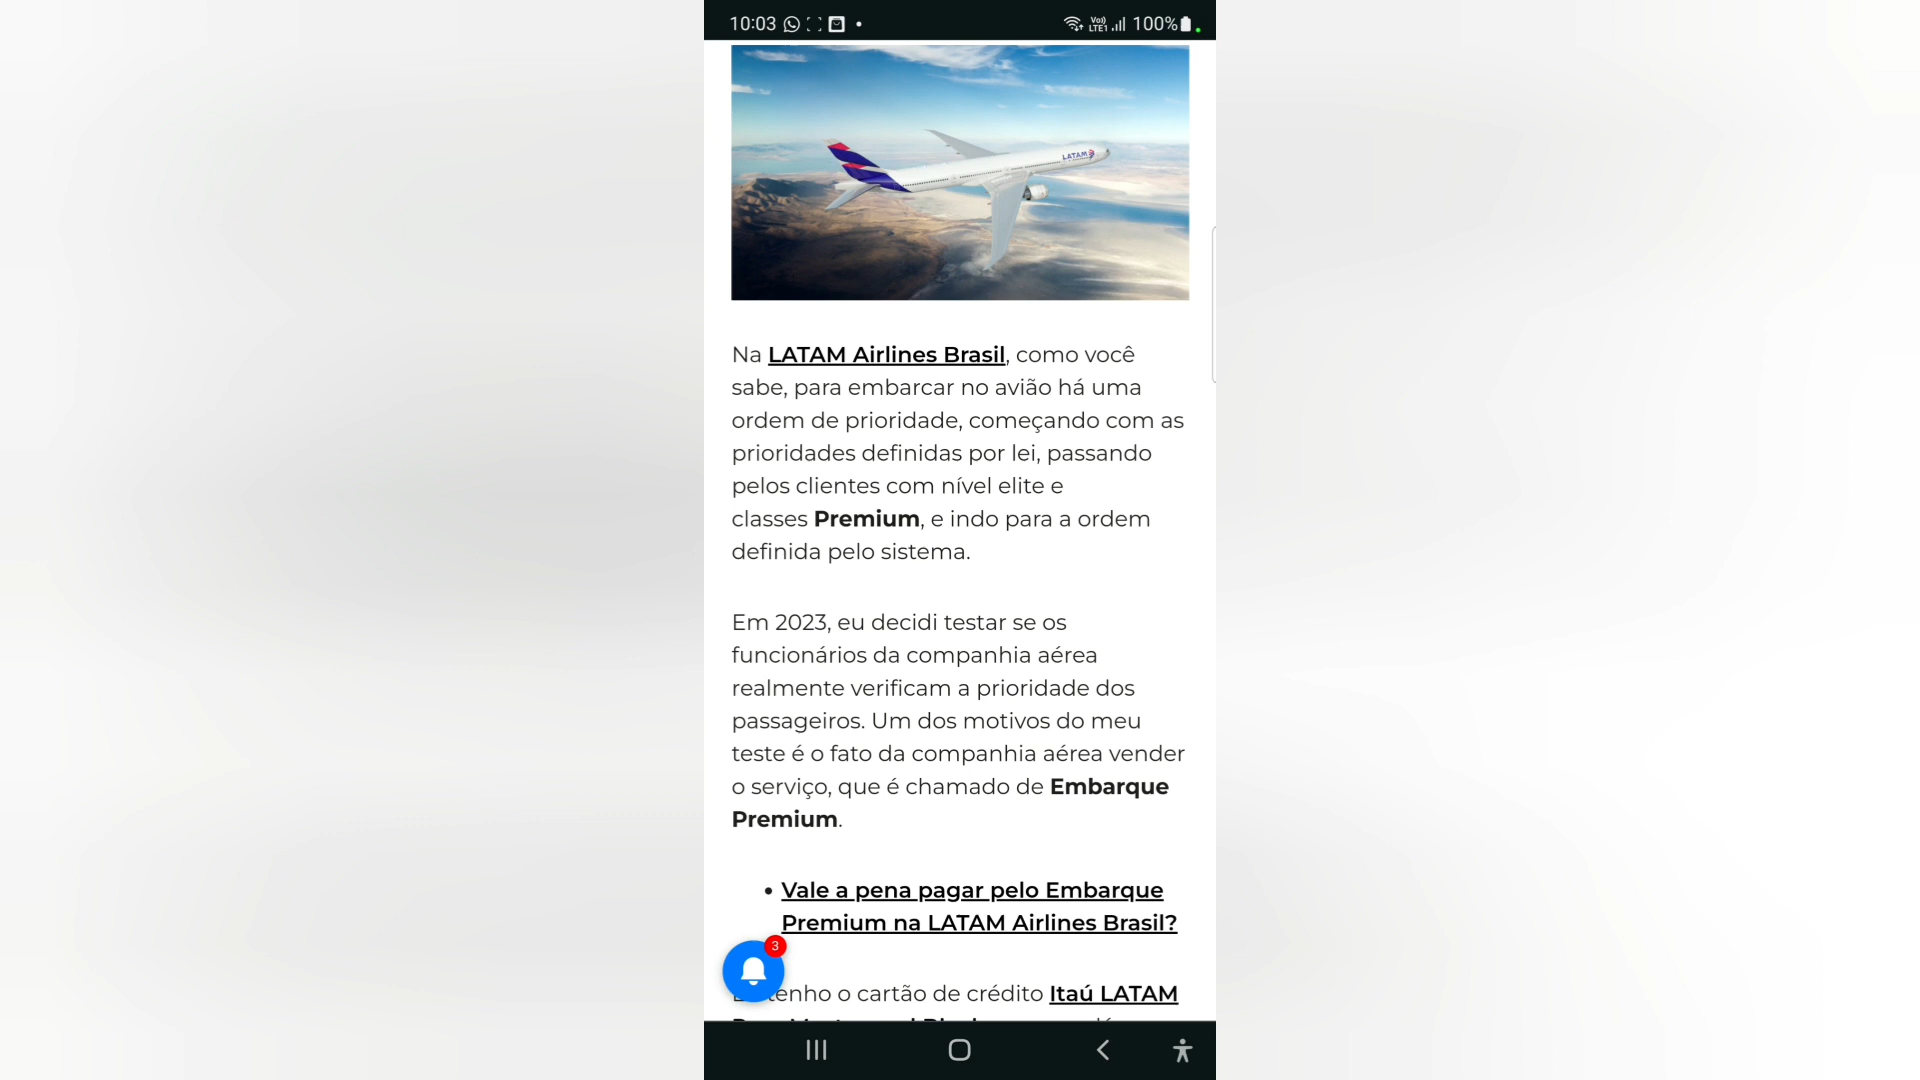 10:03
Vo)) LTE1 100%
LATAM
Na LATAM Airlines Brasil, como você
sabe, para embarcar no avião há uma
ordem de prioridade, começando com as
prioridades definidas por lei, passando
pelos clientes com nível elite e
classes Premium, e indo para a ordem
definida pelo sistema.
Em 2023, eu decidi testar se os
funcionários da companhia aérea
realmente verificam a prioridade dos
passageiros. Um dos motivos do meu
teste é o fato da companhia aérea vender
o serviço, que é chamado de Embarque
Premium.
• Vale a pena pagar pelo Embarque
Premium na LATAM Airlines Brasil?
3
tenho o cartão de crédito Itaú LATAM